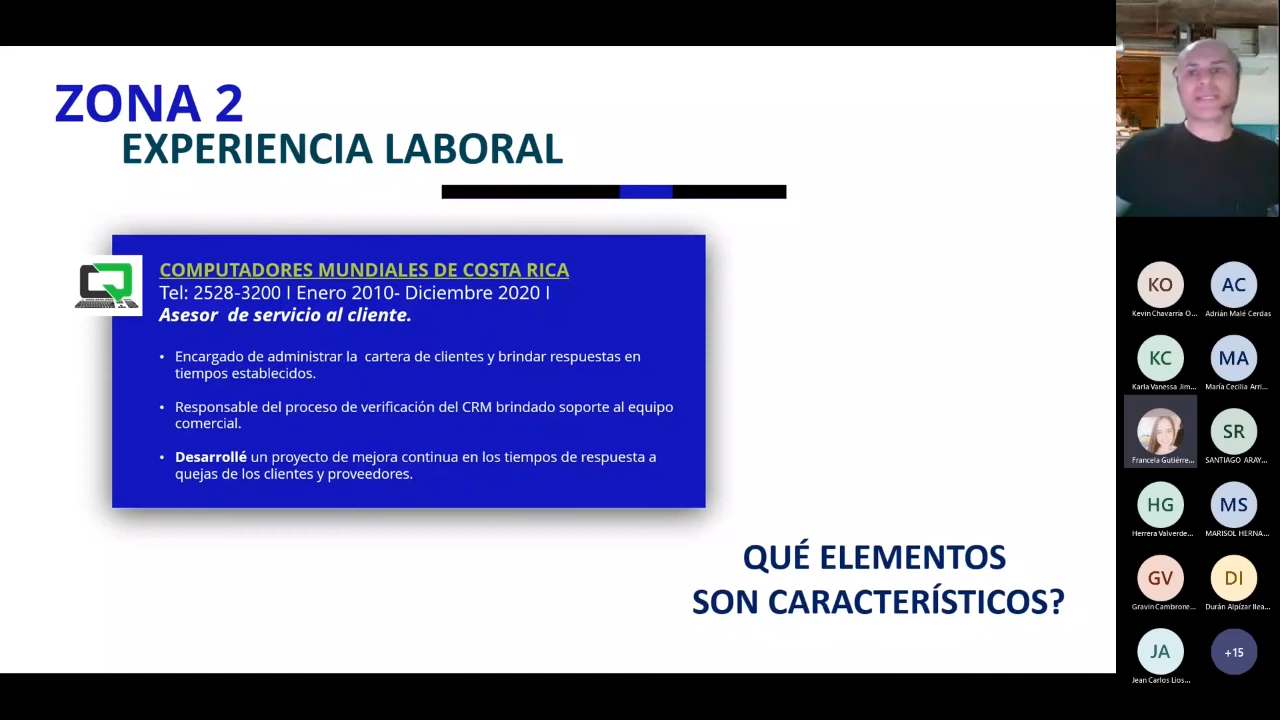 ZONA 2
EXPERIENCIA LABORAL
COMPUTADORES MUNDIALES DE COSTA RICA
Tel: 2528-3200 I Enero 2010- Diciembre 2020 I
Asesor de servicio al cliente.
• Encargado de administrar la cartera de clientes y brindar respuestas en
tiempos establecidos.
• Responsable del proceso de verificación del CRM brindado soporte al equipo
comercial.
• Desarrollé un proyecto de mejora continua en los tiempos de respuesta a
quejas de los clientes y proveedores.
QUÉ ELEMENTOS
SON CARACTERÍSTICOS?
KO
Kevin Chavarría O...
AC
Adrián Malé Cerdas
KC
Karla Vanessa Jim...
MA
María Cecilia Arri...
Francela Gutiérre...
SR
SANTIAGO ARAY...
HG
Herrera Valverde...
MS
MARISOL HERNA...
GV
Gravin Cambrone...
DI
Durán Alpízar Ilea...
JA
Jean Carlos Lios...
+15